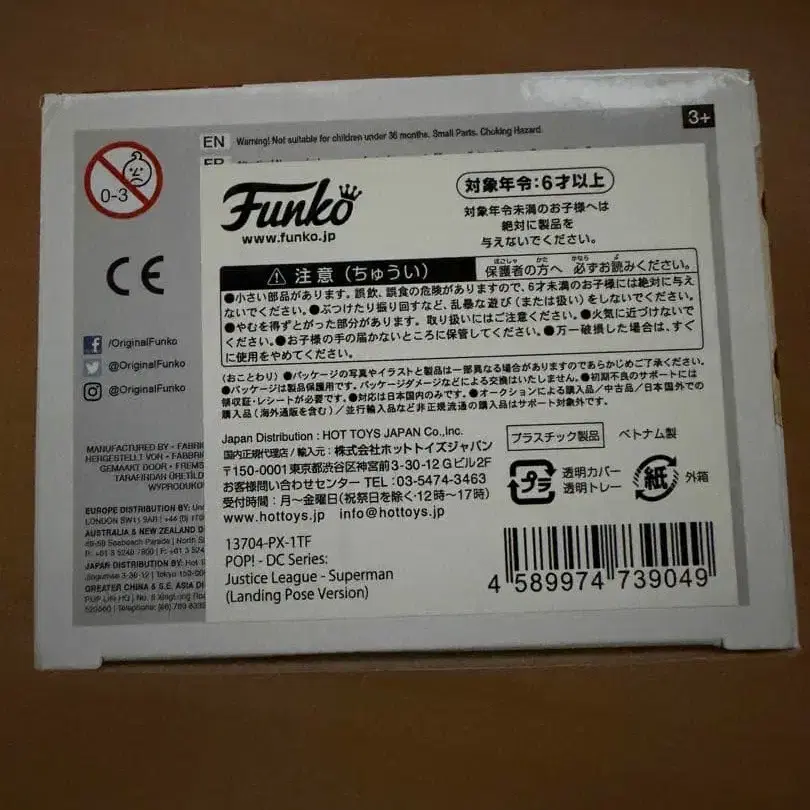 3+
0-3
EN Warning! Not suitable for children under 36 months. Small Parts. Choking Hazard.
FR
Funko
www.funko.jp
対象年令:6才以上
対象年令未満のお子様へは
絶対に製品を
与えないでください。
注意(ちゅうい)
保護者の方へ 必ずお読みください。
●小さい部品があります。誤飲、誤食の危険がありますので、6才未満のお子様には絶対に与え
ないでください。●ぶつけたり振り回すなど、乱暴な遊び(または扱い)をしないでください。
●やむを得ずとがった部分があります。取り扱いにはご注意ください。●火気に近づけないで
ください。●お子様の手の届かないところに保管してください。●万一破損した場合は、すぐ
に使用をやめてください。
(おことわり)●パッケージの写真やイラストと製品は一部異なる場合がありますのであらかじめご了承ください。
●パッケージは製品保護用です。パッケージダメージなどによる交換はいたしません。●初期不良のサポートには
領収証・レシートが必要です。●対応は日本国内のみです。●オークションによる購入品/中古品/日本国外での
購入品(海外通販を含む)/並行輸入品など非正規流通の購入品はサポート対象外です。
Japan Distribution : HOT TOYS JAPAN Co.,Inc.
国内正規代理店/輸入元:株式会社ホットトイズジャパン
〒150-0001 東京都渋谷区神宮前3-30-12 Gビル2F
お客様問い合わせセンター TEL:03-5474-3463
受付時間:月~金曜日(祝祭日を除く・12時~17時)
www.hottoys.jp info@hottoys.jp
プラスチック製品 ベトナム製
プラ 透明カバー
透明トレー
紙 外箱
13704-PX-1TF
POP! - DC Series:
Justice League - Superman
(Landing Pose Version)
4 589974 739049
CE
/OriginalFunko
@OriginalFunko
@OriginalFunko
MANUFACTURED BY - FABRI
HERGESTELLT VOR - FABBR
GEMAAKT DOOR - FREMS
TARAFINDAN ÜRETİLD
WYPRODUKO
EUROPE DISTRIBUTION BY:
LONDON SW11
AUSTRALIA & NEW ZEALAND D
JAPAN DISTRIBUTION BY:
GREATER CHINA & S.E. ASIA D